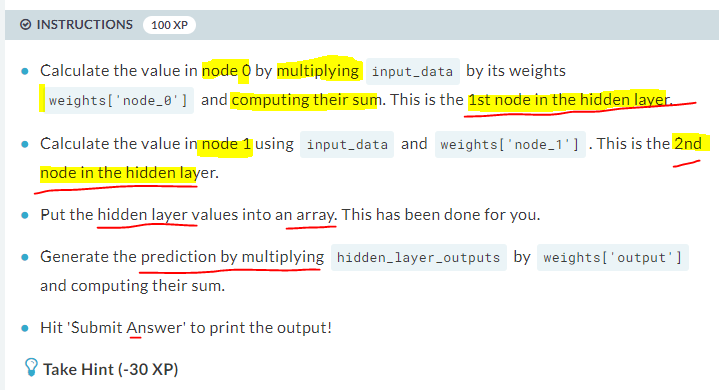 INSTRUCTIONS 100 XP
Calculate the value in node 0 by multiplying input_data by its weights
weights['node_0'] and computing their sum. This is the 1st node in the hidden layer.
Calculate the value in node 1 using input_data and weights['node_1'] . This is the 2nd
node in the hidden layer.
Put the hidden layer values into an array. This has been done for you.
Generate the prediction by multiplying hidden_layer_outputs by weights['output']
and computing their sum.
Hit 'Submit Answer' to print the output!
Take Hint (-30 XP)